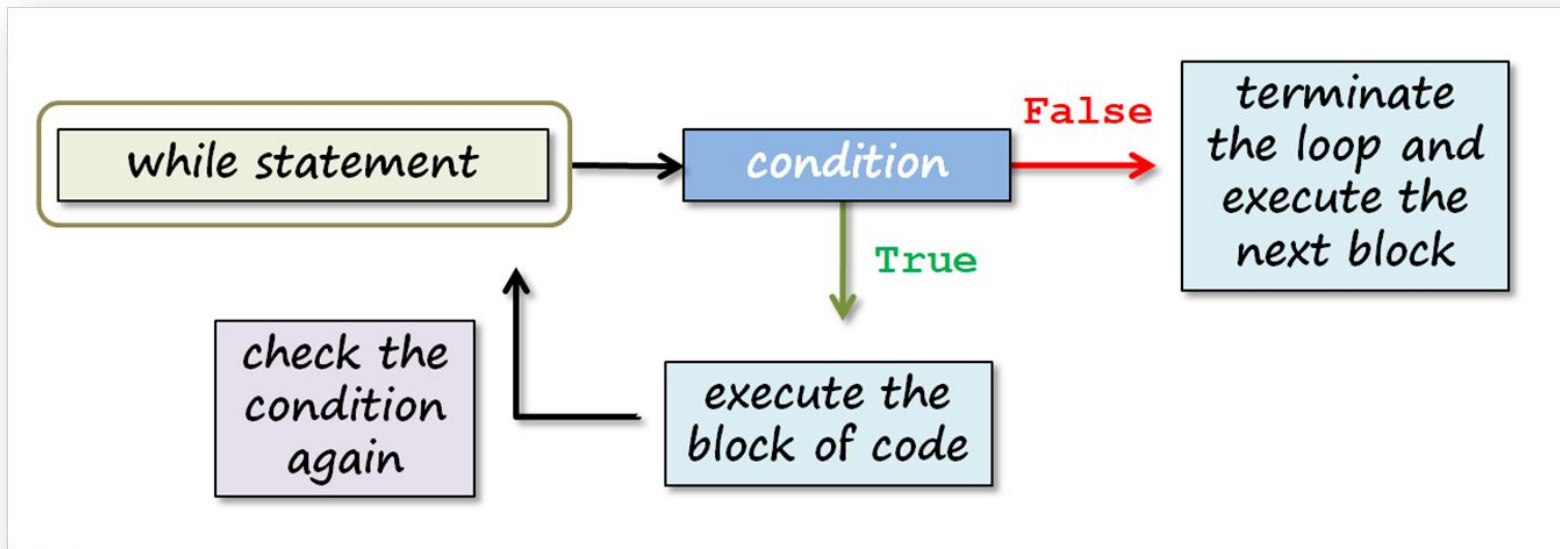 while statement
condition
False
terminate
the loop and
execute the
next block
True
check the
condition
again
execute the
block of code